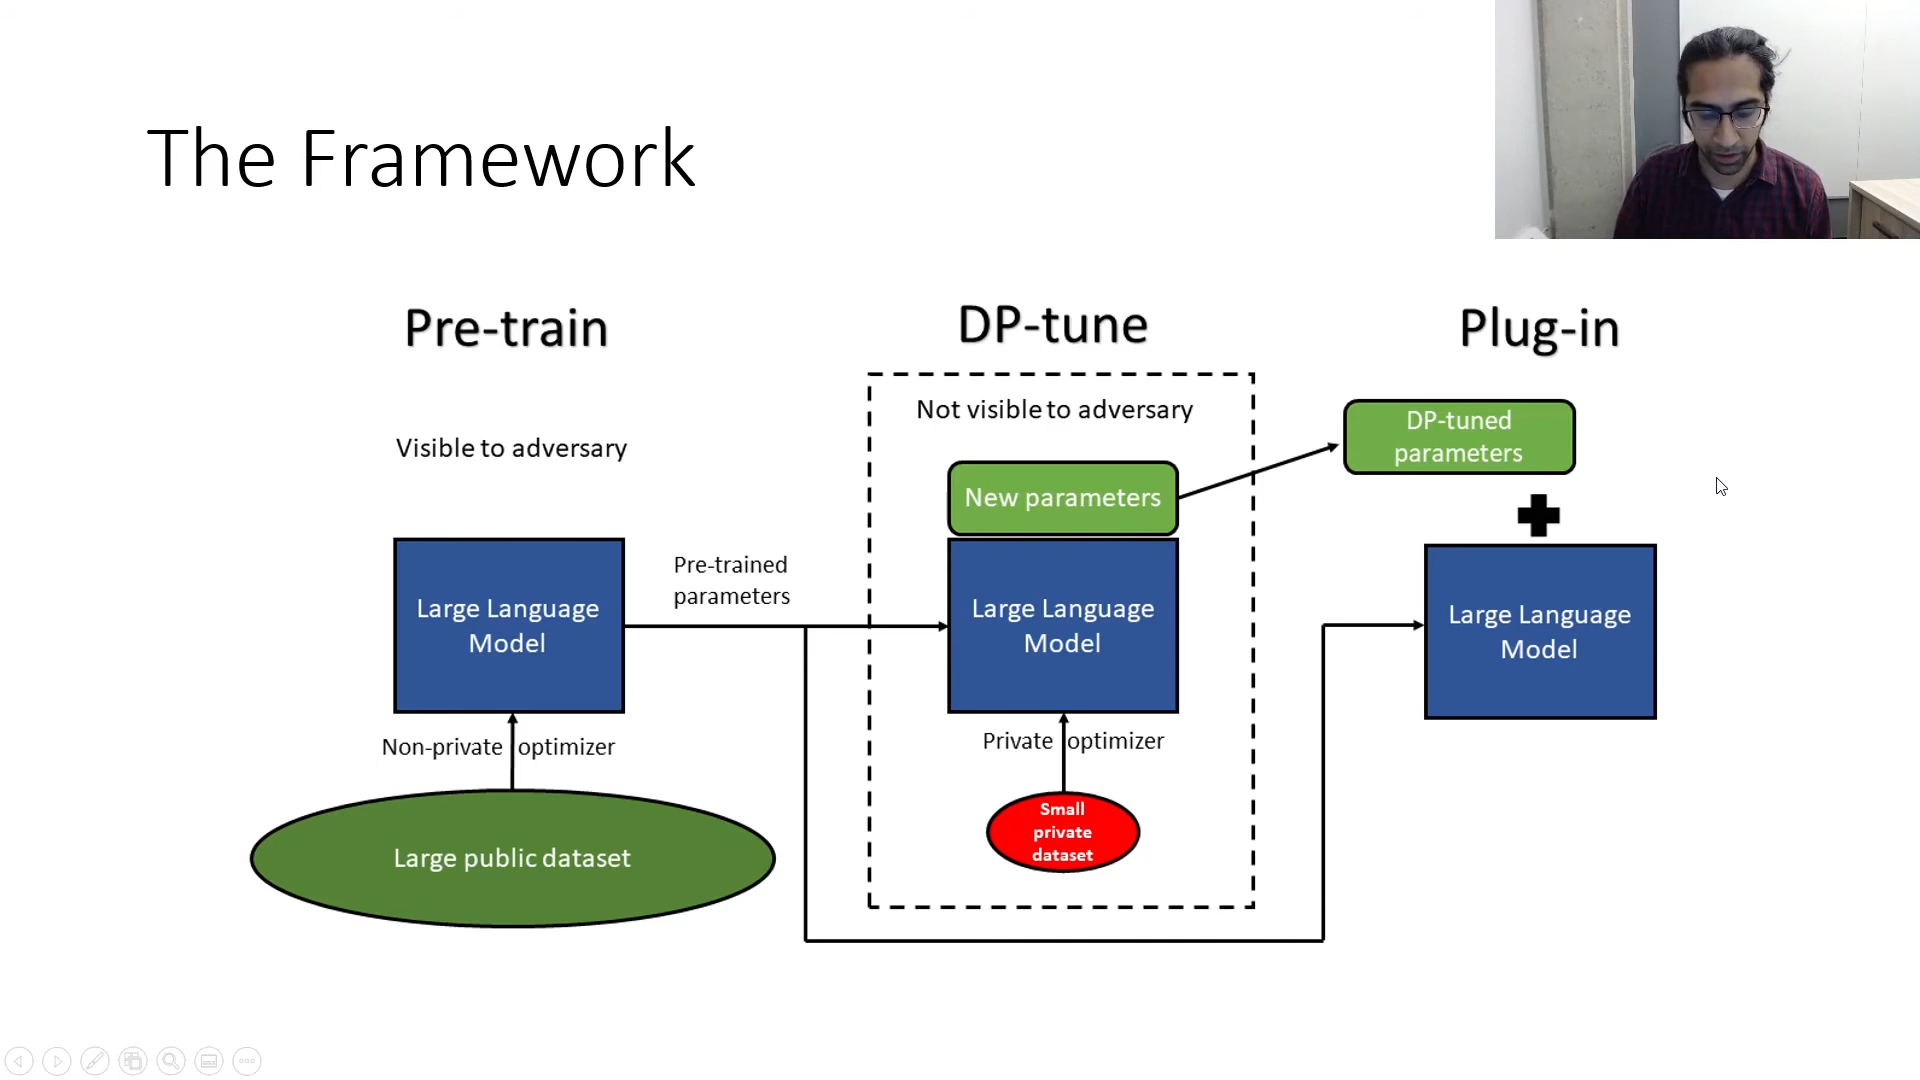 The Framework
Pre-train
DP-tune
Plug-in
Visible to adversary
Not visible to adversary
DP-tuned
parameters
New parameters
Pre-trained
parameters
Large Language
Model
Large Language
Model
Large Language
Model
Non-private optimizer
Private optimizer
Small
private
dataset
Large public dataset